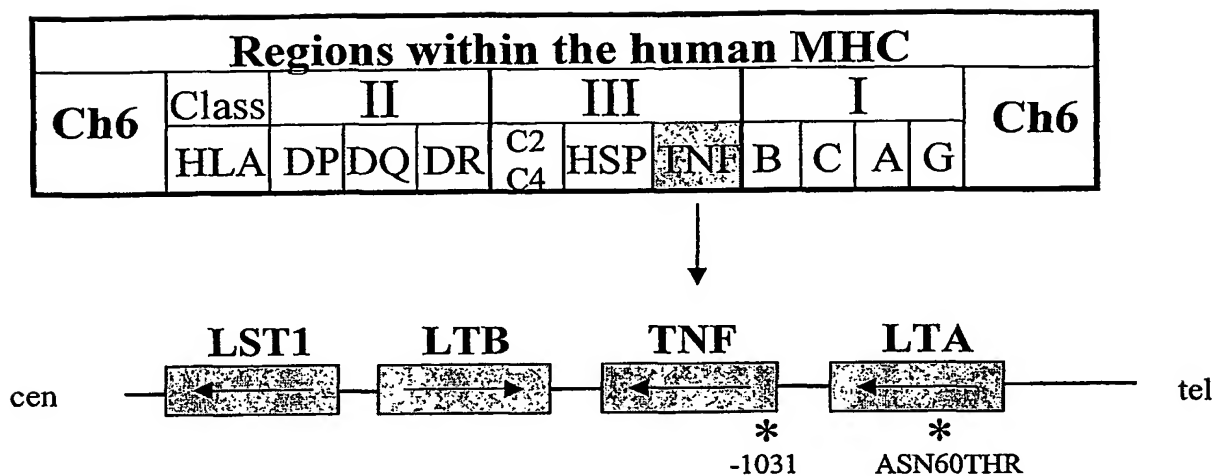 Regions within the human MHC
Ch6 Class II III I Ch6
HLA DP DQ DR C2 C4 HSP TNF B C A G
LST1 LTB TNF LTA
cen tel
* *
-1031 ASN60THR